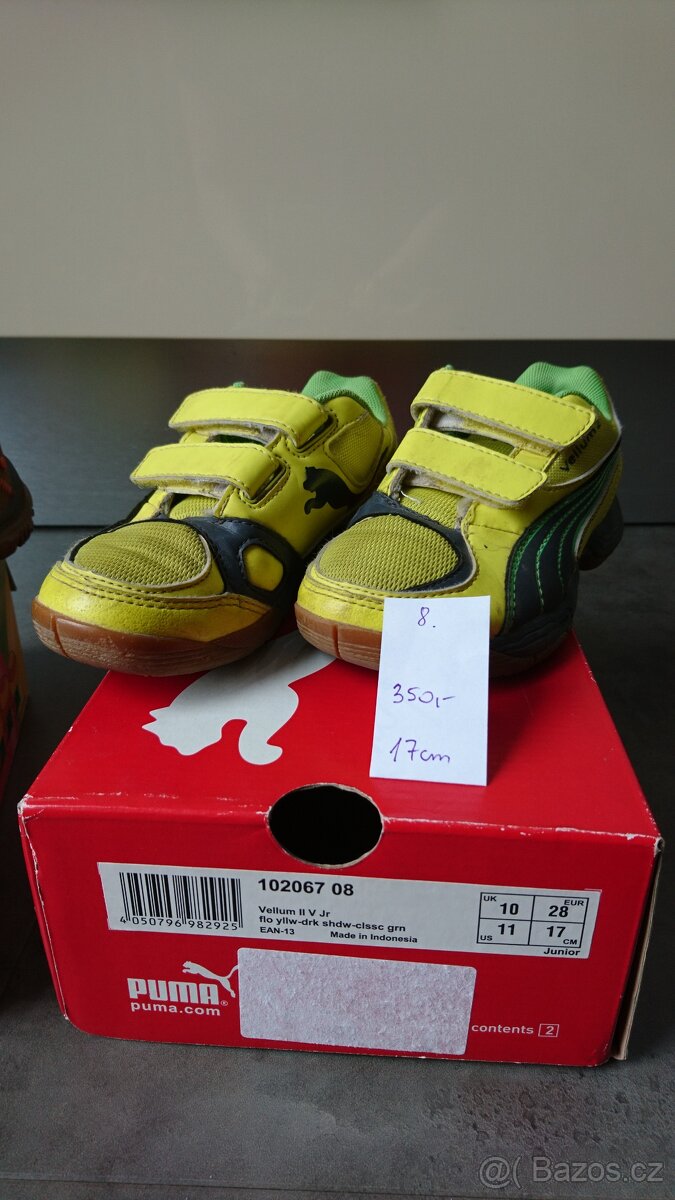 vellum
8.
350,-
17cm
102067 08
Vellum II V Jr
flo yllw-drk shdw-clssc grn
EAN-13 Made in Indonesia
4 050796 982925
UK 10 28 EUR
US 11 17 CM
Junior
PUMA®
puma.com
contents 2
@( Bazos.cz